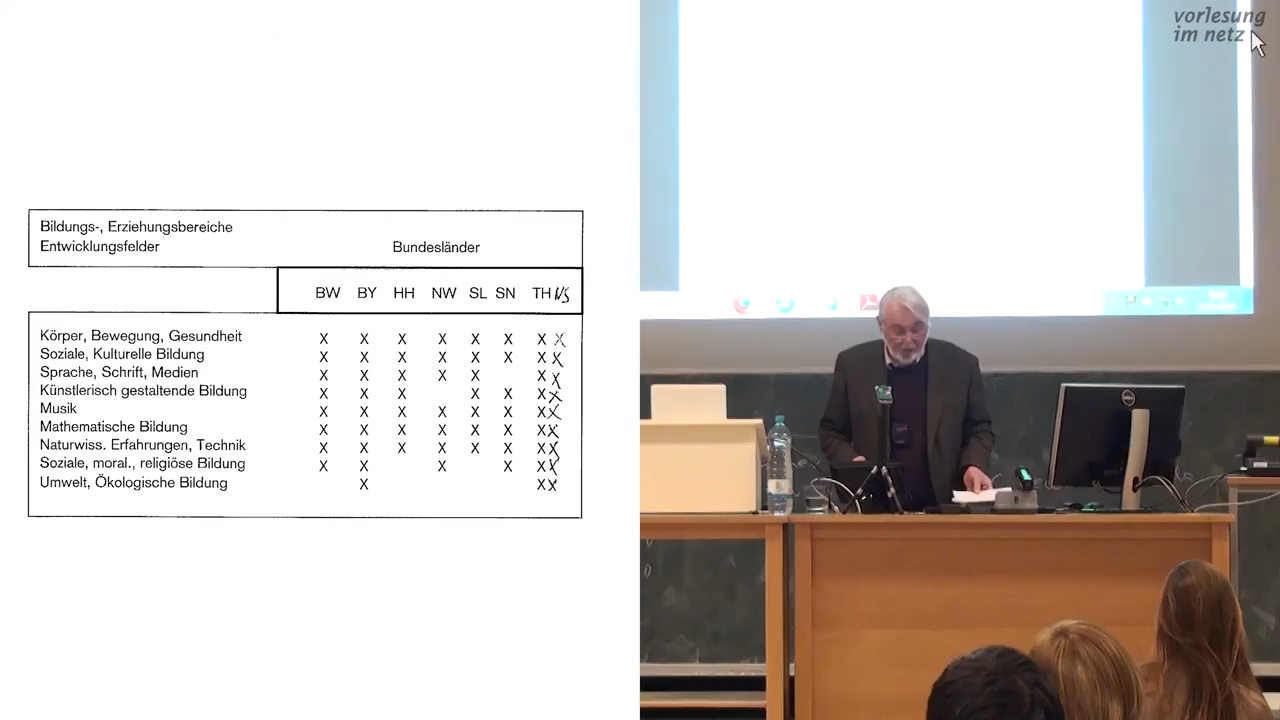 vorlesung
im netz
Bildungs-, Erziehungsbereiche
Entwicklungsfelder Bundesländer
BW BY HH NW SL SN TH NS
Körper, Bewegung, Gesundheit X X X X X X X X
Soziale, Kulturelle Bildung X X X X X X X X
Sprache, Schrift, Medien X X X X X X X
Künstlerisch gestaltende Bildung X X X X X X X
Musik X X X X X X X X
Mathematische Bildung X X X X X X X X
Naturwiss. Erfahrungen, Technik X X X X X X X X
Soziale, moral., religiöse Bildung X X X X X X
Umwelt, Ökologische Bildung X X X
DELL